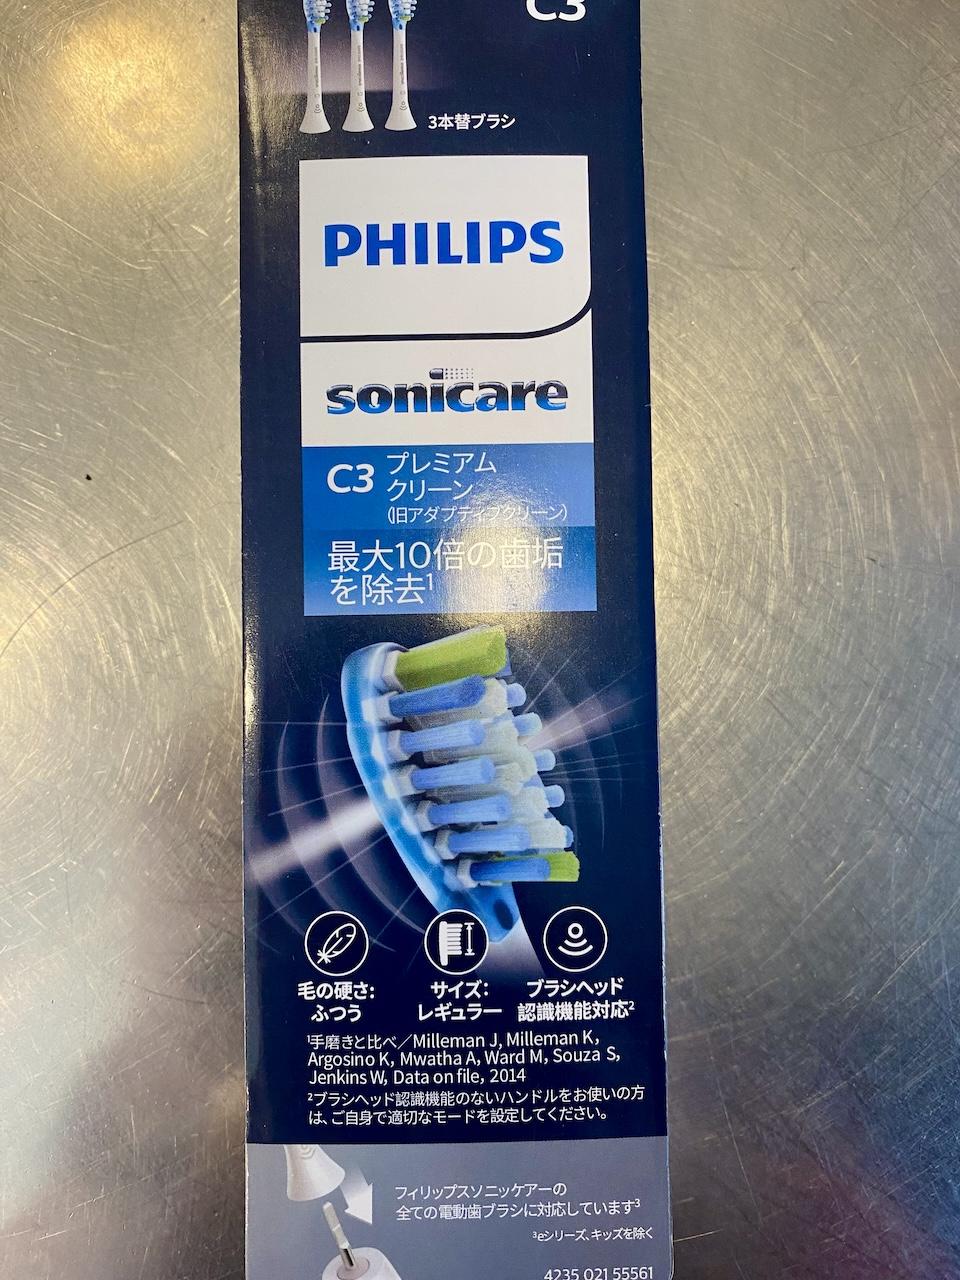 C3
3本替ブラシ
PHILIPS
sonicare
C3 プレミアム
クリーン
(旧アダプティブクリーン)
最大10倍の歯垢
を除去¹
毛の硬さ:
ふつう
サイズ:
レギュラー
ブラシヘッド
認識機能対応²
¹手磨きと比べ/Milleman J, Milleman K,
Argosino K, Mwatha A, Ward M, Souza S,
Jenkins W, Data on file, 2014
²ブラシヘッド認識機能のないハンドルをお使いの方
は、ご自身で適切なモードを設定してください。
フィリップスソニッケアーの
全ての電動歯ブラシに対応しています³
³eシリーズ、キッズを除く
4235 021 55561